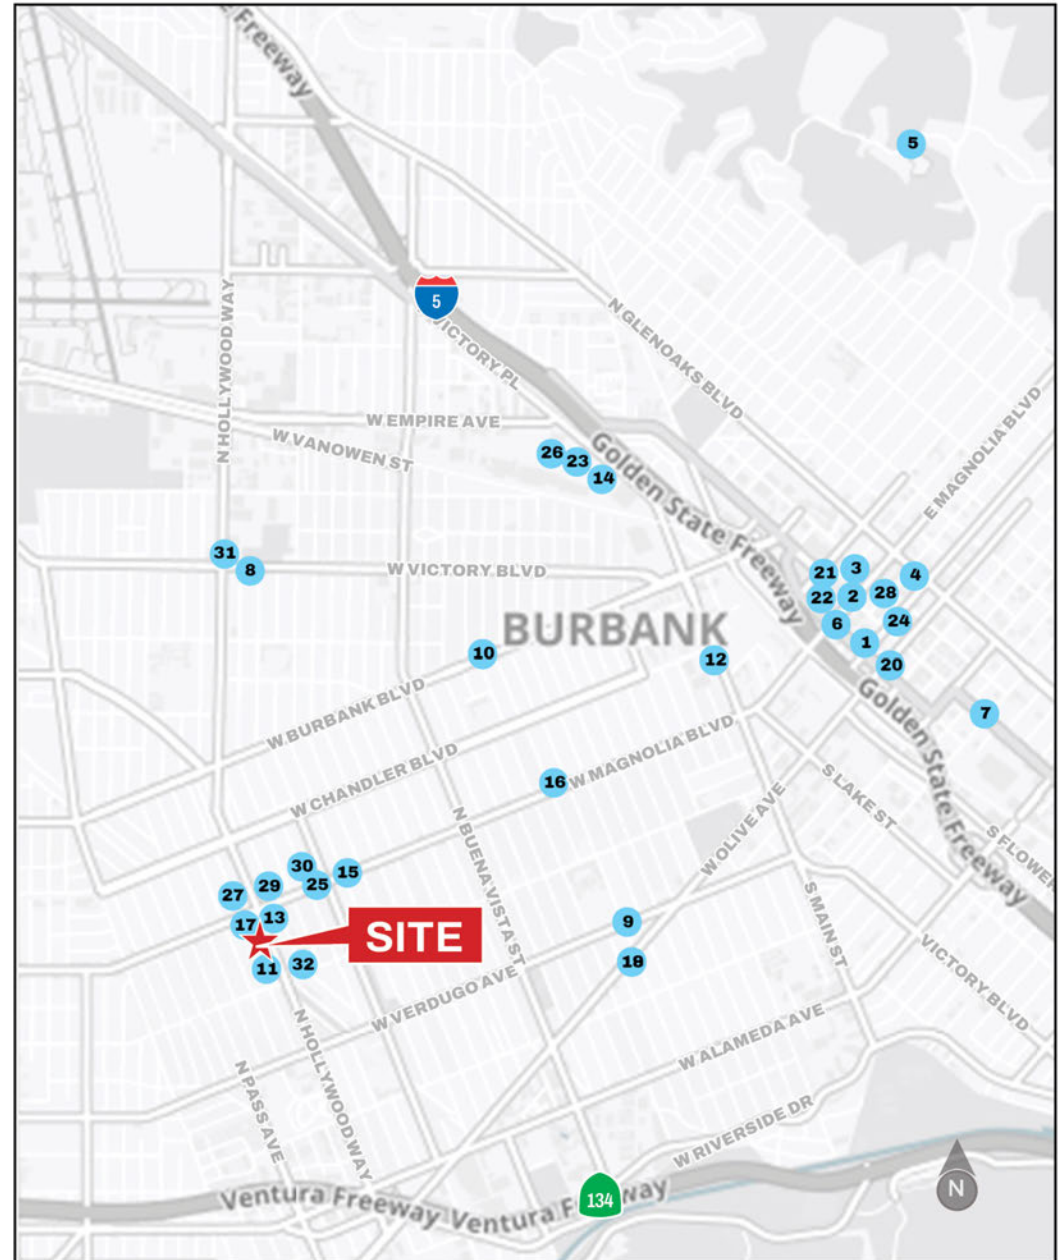 e Freeway
5
5
N HOLLYWOOD WAY
VICTORY PL
N GLENOAKS BLVD
W EMPIRE AVE
W VANOWEN ST
E MAGNOLIA BLVD
26
23
14
Golden State Freeway
31
8
W VICTORY BLVD
21
3
4
22
2
28
6
24
1
20
BURBANK
10
12
7
Golden State Freeway
W BURBANK BLVD
W CHANDLER BLVD
16
W MAGNOLIA BLVD
S LAKE ST
S FLOWER
N BUENA VISTA ST
W OLIVE AVE
30
15
29
25
27
17
13
SITE
11
32
9
18
S MAIN ST
VICTORY BLVD
W VERDUGO AVE
N HOLLYWOOD WAY
N PASS AVE
W ALAMEDA AVE
W RIVERSIDE DR
N
Ventura Freeway
Ventura F
way
134